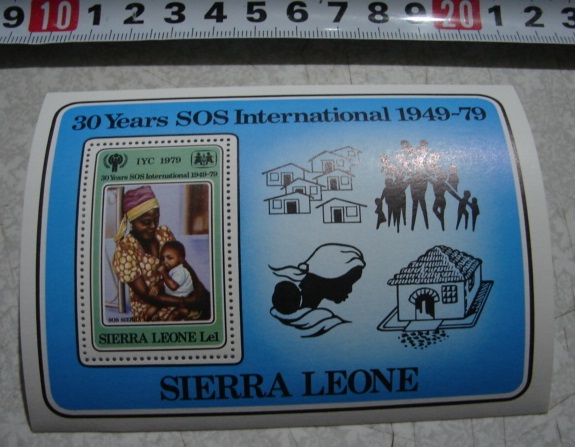 9 10 1 2 3 4 5 6 7 8 9 20 1 2 3
30 Years SOS International 1949-79
IYC 1979
30 Years SOS International 1949-79
SIERRA LEONE Le1
SIERRA LEONE